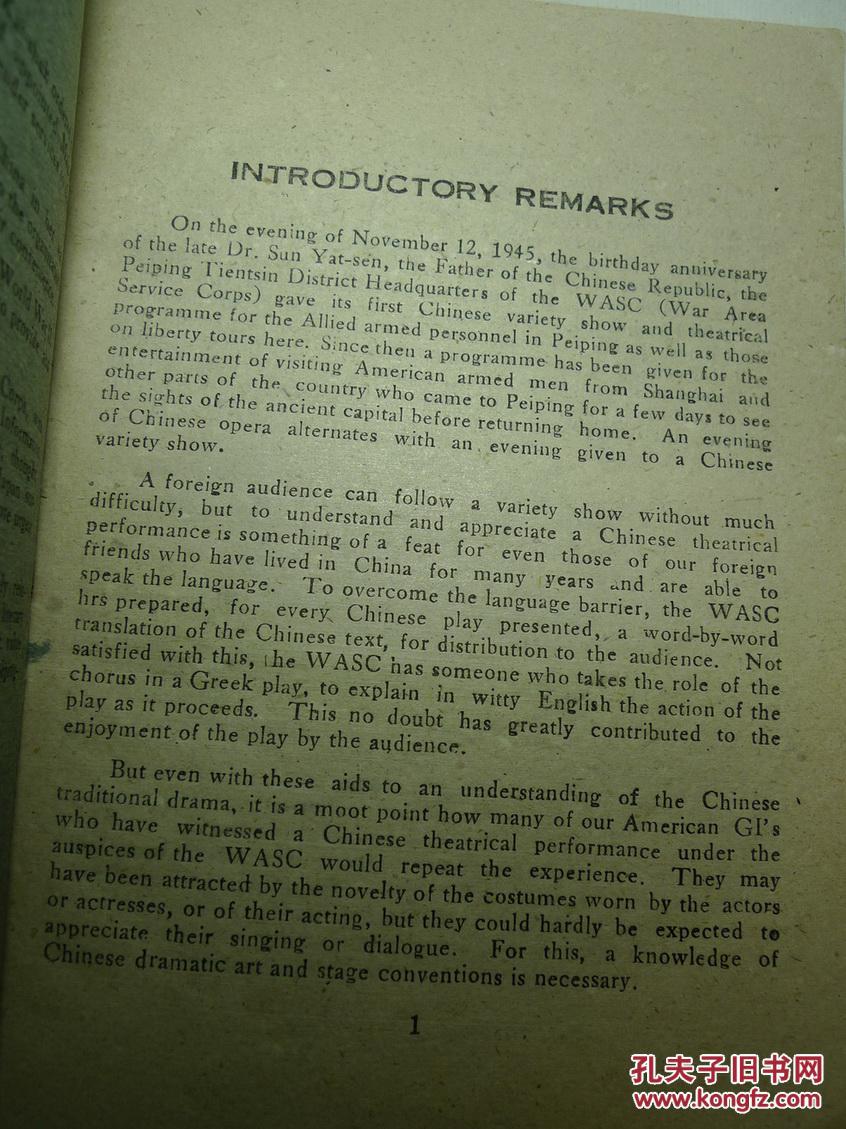 INTRODUCTORY REMARKS
On the evening of November 12, 1945, the birthday anniversary
of the late Dr. Sun Yat-sen, the Father of the Chinese Republic, the
Peiping Tientsin District Headquarters of the WASC (War Area
Service Corps) gave its first Chinese variety show and theatrical
programme for the Allied armed personnel in Peiping as well as those
on liberty tours here. Since then a programme has been given for the
entertainment of visiting American armed men from Shanghai and
other parts of the country who came to Peiping for a few days to see
the sights of the ancient capital before returning home. An evening
of Chinese opera alternates with an evening given to a Chinese
variety show.
A foreign audience can follow a variety show without much
difficulty, but to understand and appreciate a Chinese theatrical
performance is something of a feat for even those of our foreign
friends who have lived in China for many years and are able to
speak the language. To overcome the language barrier, the WASC
hrs prepared, for every Chinese play presented, a word-by-word
translation of the Chinese text, for distribution to the audience. Not
satisfied with this, the WASC has someone who takes the role of the
chorus in a Greek play, to explain in witty English the action of the
play as it proceeds. This no doubt has greatly contributed to the
enjoyment of the play by the audience.
But even with these aids to an understanding of the Chinese
traditional drama, it is a moot point how many of our American GI's
who have witnessed a Chinese theatrical performance under the
auspices of the WASC would repeat the experience. They may
have been attracted by the novelty of the costumes worn by the actors
or actresses, or of their acting, but they could hardly be expected to
appreciate their singing or dialogue. For this, a knowledge of
Chinese dramatic art and stage conventions is necessary.
1
孔夫子旧书网
www.kongfz.com